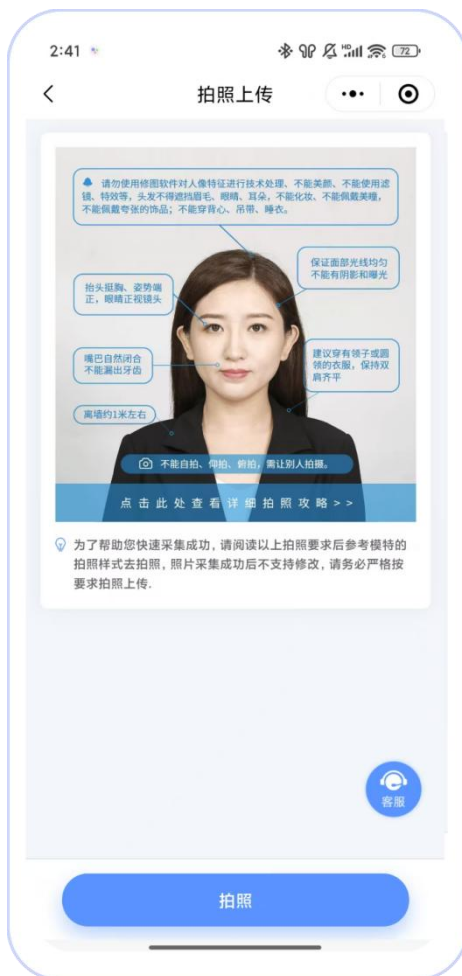 2:41
72
拍照上传
请勿使用修图软件对人像特征进行技术处理、不能美颜、不能使用滤
镜、特效等，头发不得遮挡眉毛、眼睛、耳朵，不能化妆、不能佩戴美瞳，
不能佩戴夸张的饰品；不能穿背心、吊带、睡衣。
保证面部光线均匀
不能有阴影和曝光
抬头挺胸、姿势端
正，眼睛正视镜头
嘴巴自然闭合
不能漏出牙齿
建议穿有领子或圆
领的衣服，保持双
肩齐平
离墙约1米左右
不能自拍、仰拍、俯拍，需让别人拍摄。
点击此处查看详细拍照攻略>>
为了帮助您快速采集成功，请阅读以上拍照要求后参考模特的
拍照样式去拍照，照片采集成功后不支持修改，请务必严格按
要求拍照上传.
客服
拍照